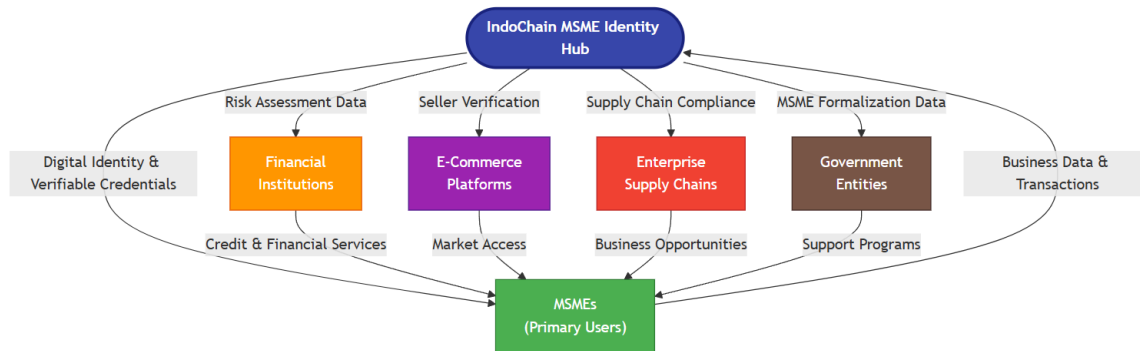 IndoChain MSME Identity
Hub
Risk Assessment Data
Seller Verification
Supply Chain Compliance
MSME Formalization Data
Digital Identity &
Verifiable Credentials
Financial
Institutions
E-Commerce
Platforms
Enterprise
Supply Chains
Government
Entities
Business Data &
Transactions
Credit & Financial Services
Market Access
Business Opportunities
Support Programs
MSMEs
(Primary Users)